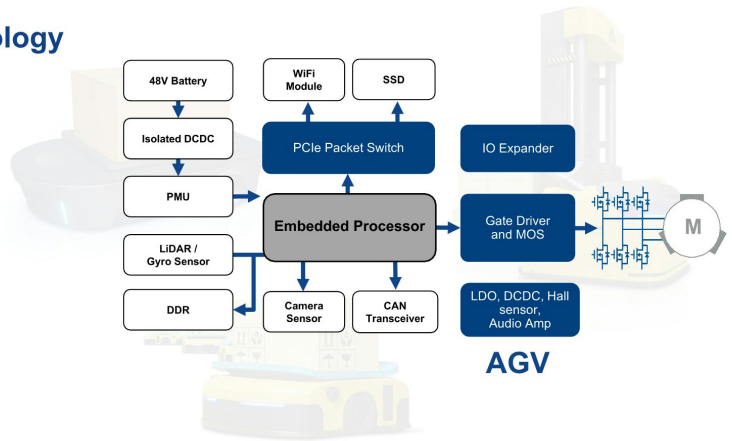 ology
48V Battery
WiFi
Module
SSD
Isolated DCDC
PCIe Packet Switch
IO Expander
PMU
Embedded Processor
Gate Driver
and MOS
M
LiDAR /
Gyro Sensor
DDR
Camera
Sensor
CAN
Transceiver
LDO, DCDC, Hall
sensor,
Audio Amp
AGV